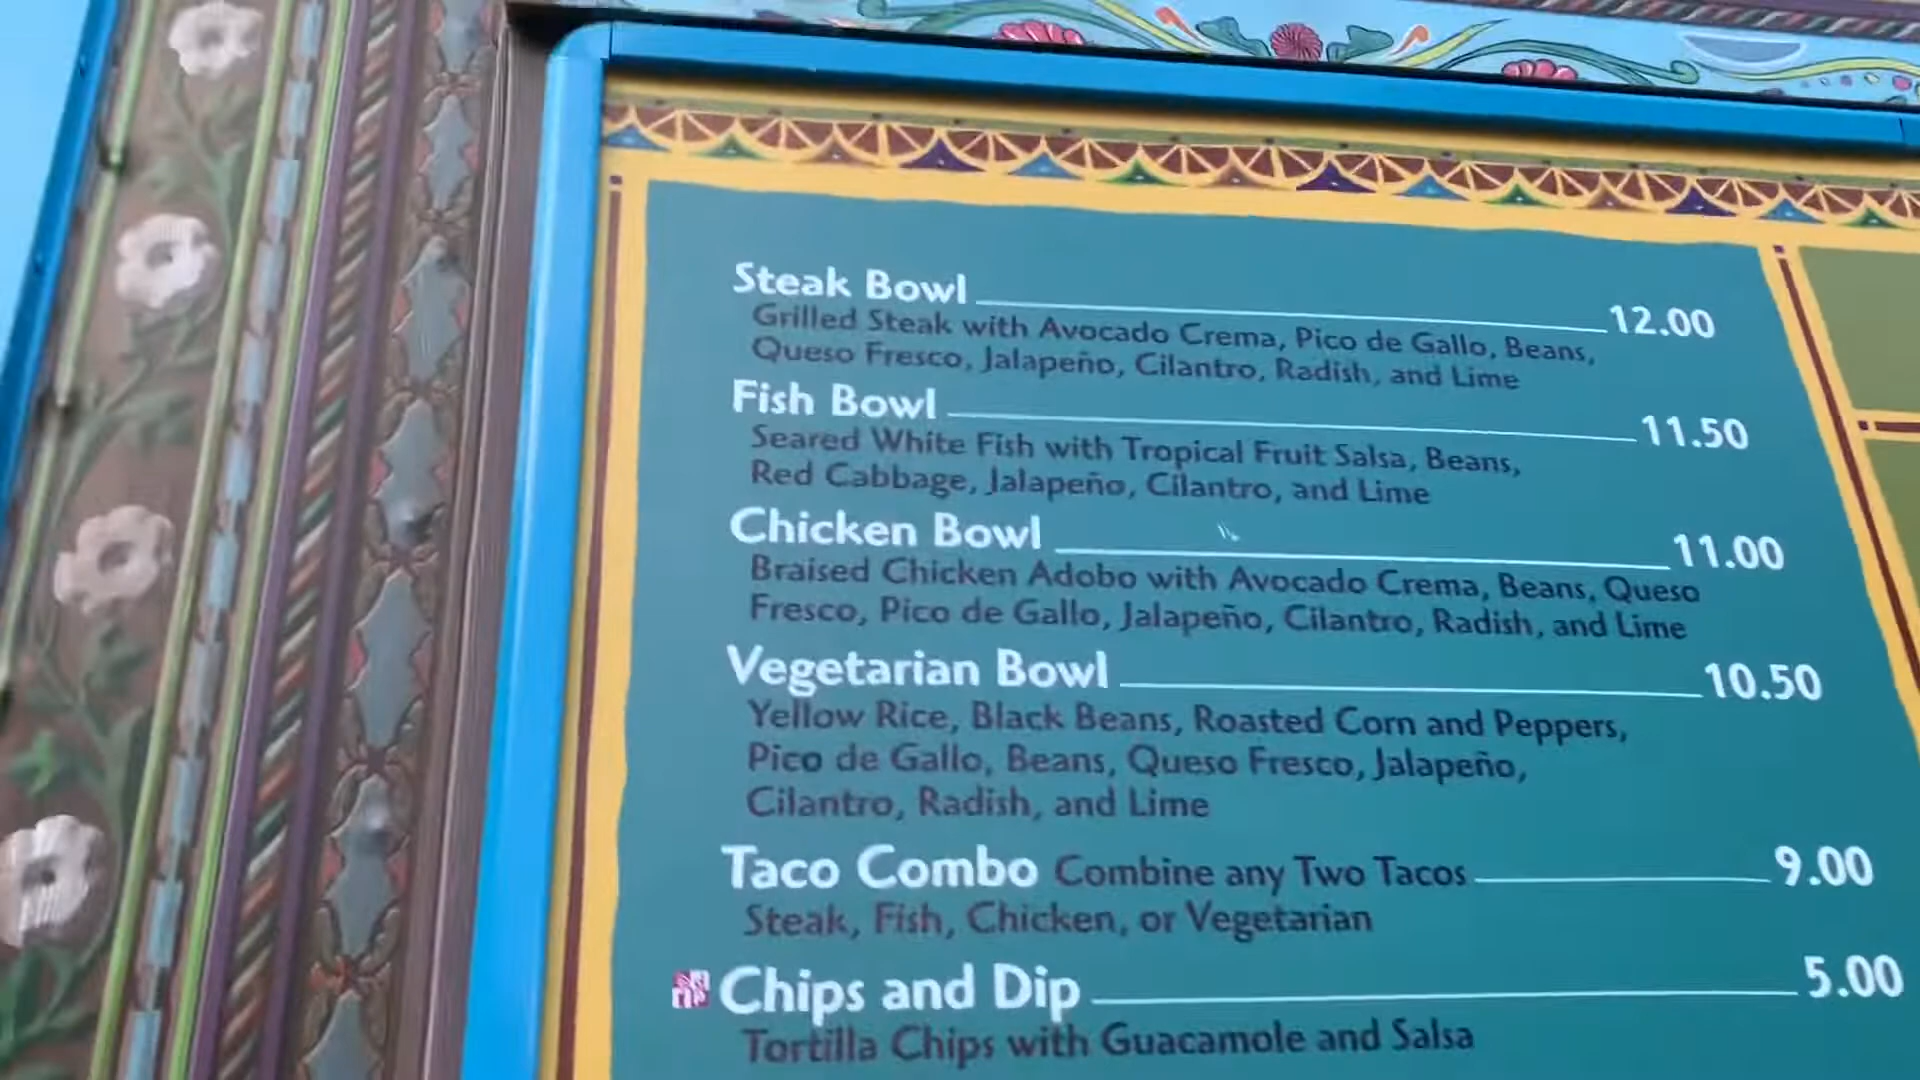 Steak Bowl 12.00
Grilled Steak with Avocado Crema, Pico de Gallo, Beans,
Queso Fresco, Jalapeño, Cilantro, Radish, and Lime
Fish Bowl 11.50
Seared White Fish with Tropical Fruit Salsa, Beans,
Red Cabbage, Jalapeño, Cilantro, and Lime
Chicken Bowl 11.00
Braised Chicken Adobo with Avocado Crema, Beans, Queso
Fresco, Pico de Gallo, Jalapeño, Cilantro, Radish, and Lime
Vegetarian Bowl 10.50
Yellow Rice, Black Beans, Roasted Corn and Peppers,
Pico de Gallo, Beans, Queso Fresco, Jalapeño,
Cilantro, Radish, and Lime
Taco Combo Combine any Two Tacos 9.00
Steak, Fish, Chicken, or Vegetarian
Chips and Dip 5.00
Tortilla Chips with Guacamole and Salsa